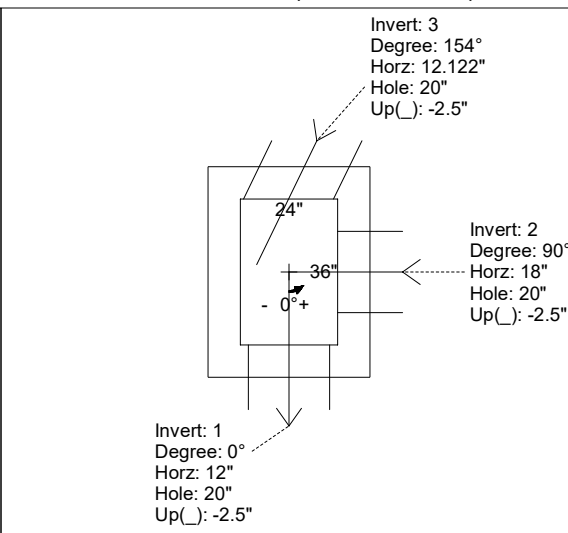 Invert: 3
Degree: 154°
Horz: 12.122"
Hole: 20"
Up(_): -2.5"
24"
Invert: 2
Degree: 90°
Horz: 18"
Hole: 20"
Up(_): -2.5"
36"
- 0°+
Invert: 1
Degree: 0°
Horz: 12"
Hole: 20"
Up(_): -2.5"